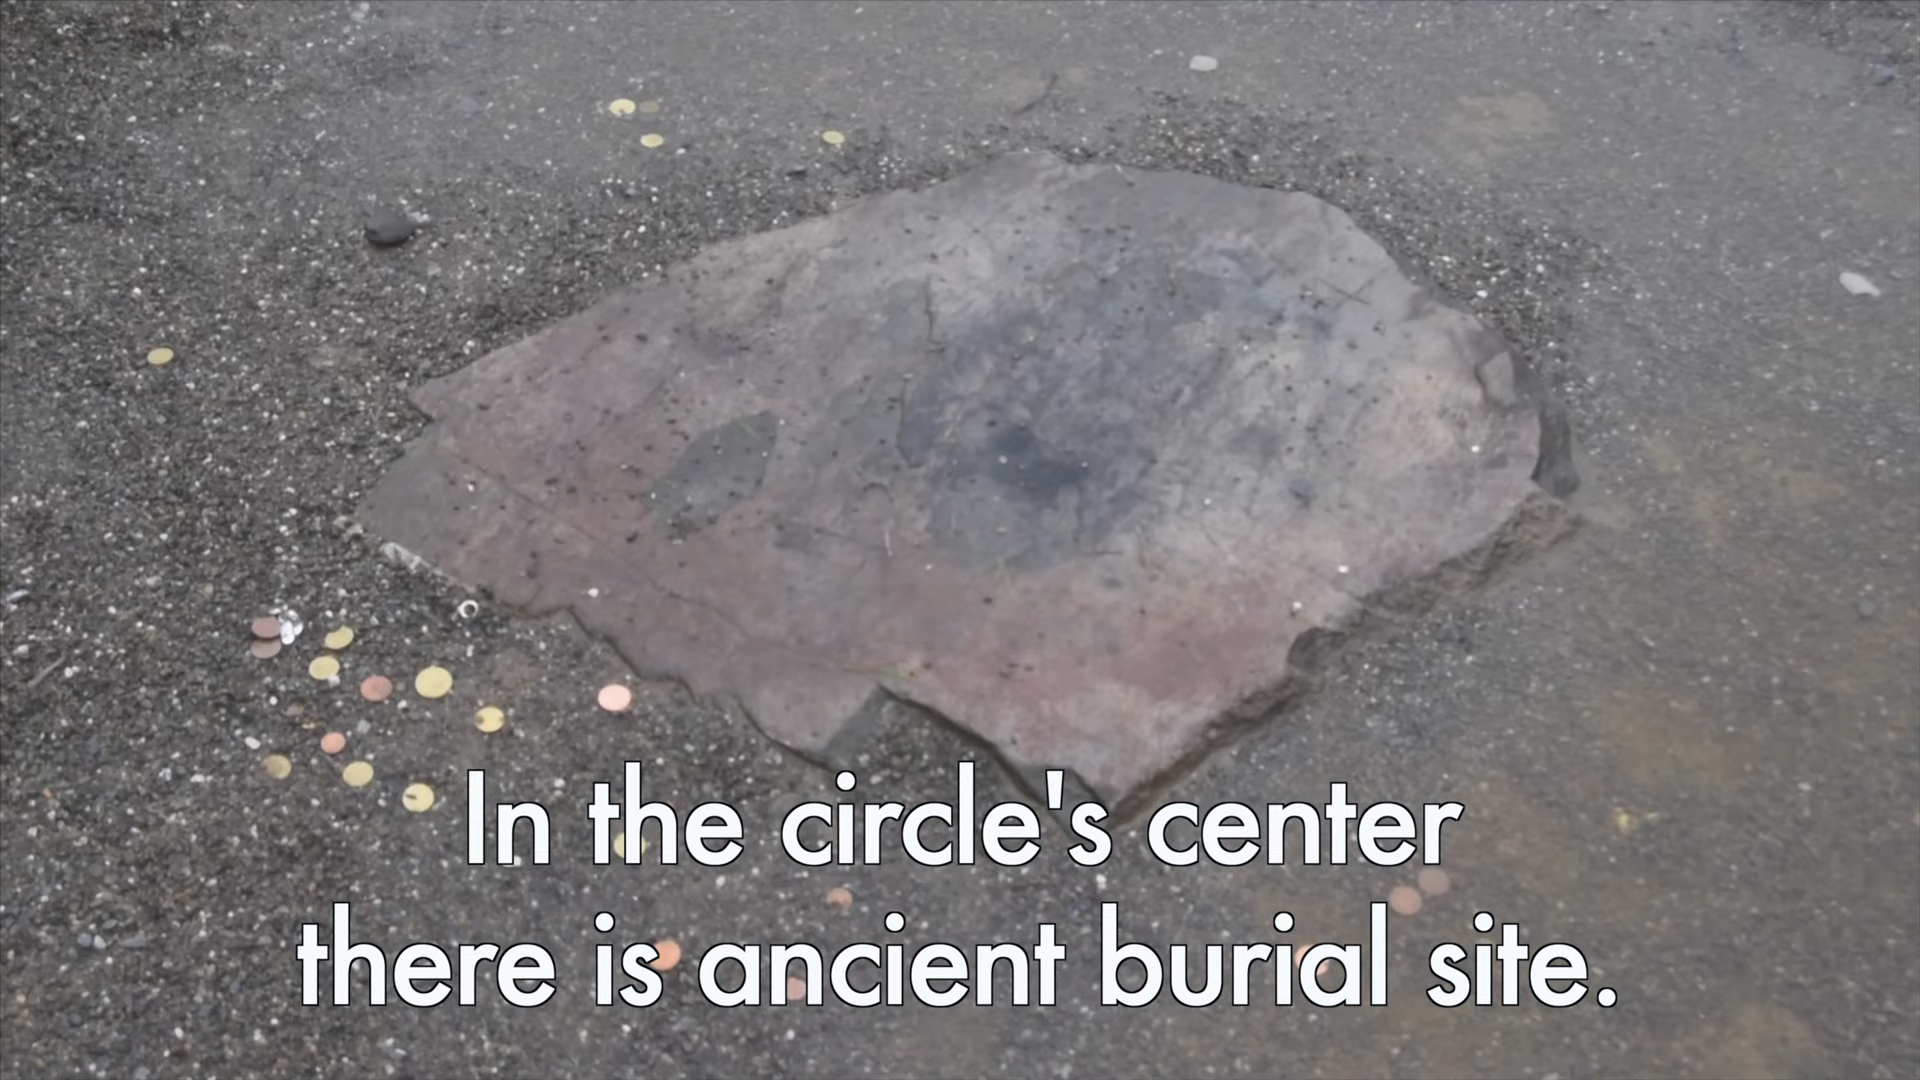 In the circle's center
there is ancient burial site.